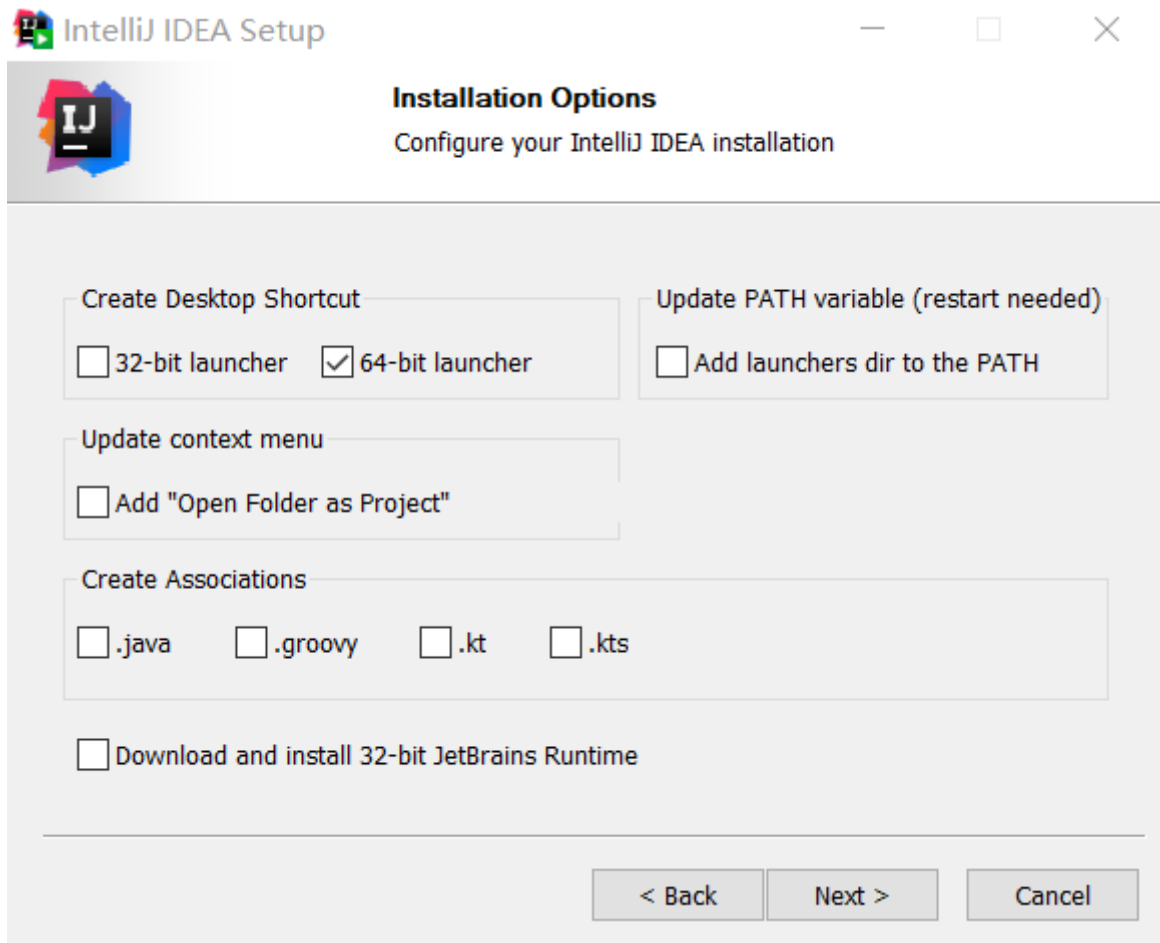 IntelliJ IDEA Setup
IJ
Installation Options
Configure your IntelliJ IDEA installation
Create Desktop Shortcut
32-bit launcher 64-bit launcher
Update PATH variable (restart needed)
Add launchers dir to the PATH
Update context menu
Add "Open Folder as Project"
Create Associations
.java .groovy .kt .kts
Download and install 32-bit JetBrains Runtime
< Back Next > Cancel